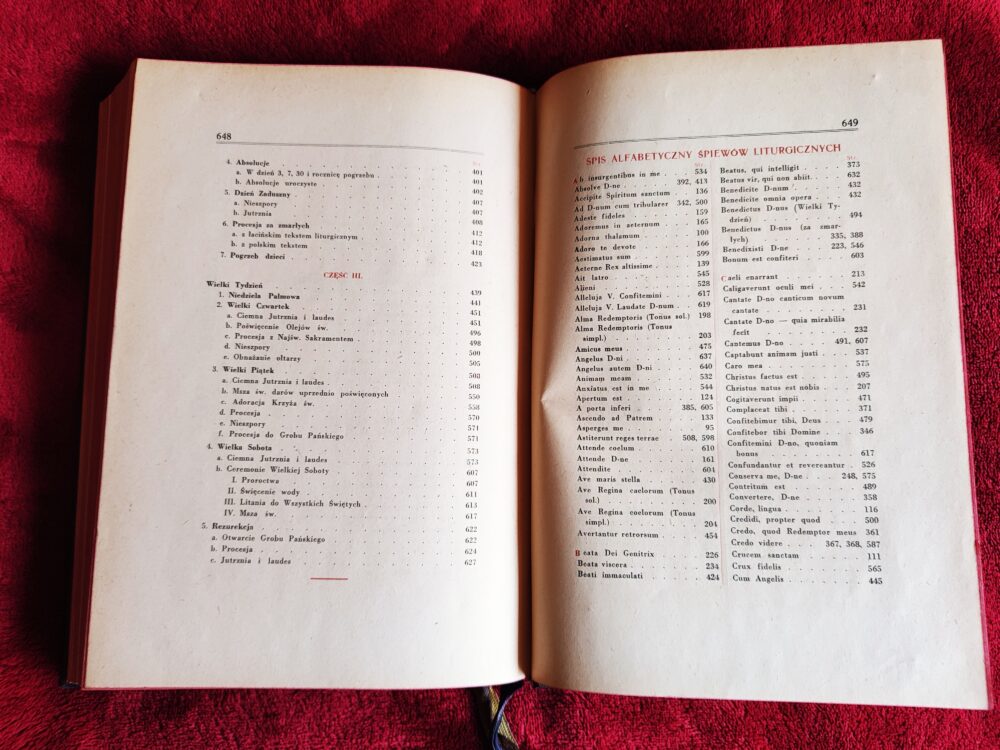 648
Str.
4. Absolucje 401
a. W dzień 3, 7, 30 i rocznicę pogrzebu 401
b. Absolucje uroczyste 402
5. Dzień Zaduszny 407
a. Nieszpory 407
b. Jutrznia 408
6. Procesja za zmarłych 412
a. z łacińskim tekstem liturgicznym 412
b. z polskim tekstem 418
7. Pogrzeb dzieci 423
CZĘŚĆ III.
Wielki Tydzień 439
1. Niedziela Palmowa 441
2. Wielki Czwartek 451
a. Ciemna Jutrznia i laudes 451
b. Poświęcenie Olejów św. 496
c. Procesja z Najśw. Sakramentem 498
d. Nieszpory 500
e. Obnażanie ołtarzy 505
3. Wielki Piątek 508
a. Ciemna Jutrznia i laudes 508
b. Msza św. darów uprzednio poświęconych 550
c. Adoracja Krzyża św. 558
d. Procesja 570
e. Nieszpory 571
f. Procesja do Grobu Pańskiego 571
4. Wielka Sobota 573
a. Ciemna Jutrznia i laudes 573
b. Ceremonie Wielkiej Soboty 607
I. Proroctwa 607
II. Święcenie wody 611
III. Litania do Wszystkich Świętych 613
IV. Msza św. 617
5. Rezurekcja 622
a. Otwarcie Grobu Pańskiego 622
b. Procesja 624
c. Jutrznia i laudes 627
649
SPIS ALFABETYCZNY ŚPIEWÓW LITURGICZNYCH
Str.
Ab insurgentibus in me 534
Absolve D-ne 392, 413
Accipite Spiritum sanctum 136
Ad D-num cum tribularer 342, 500
Adeste fideles 159
Adoremus in aeternum 165
Adorna thalamum 100
Adoro te devote 166
Aestimatus sum 599
Aeterne Rex altissime 139
Ait latro 545
Alieni 528
Alleluja V. Confitemini 617
Alleluja V. Laudate D-num 619
Alma Redemptoris (Tonus sol.) 198
Alma Redemptoris (Tonus
simpl.) 203
Amicus meus 475
Angelus D-ni 637
Angelus autem D-ni 640
Animam meam 532
Anxiatus est in me 544
Apertum est 124
A porta inferi 385, 605
Ascendo ad Patrem 133
Asperges me 95
Astiterunt reges terrae 508, 598
Attende coelum 610
Attende D-ne 161
Attendite 604
Ave maris stella 430
Ave Regina caelorum (Tonus
sol.) 200
Ave Regina coelorum (Tonus
simpl.) 204
Avertantur retrorsum 454
Beata Dei Genitrix 226
Beata viscera 234
Beati immaculati 424
Str.
Beatus, qui intelligit 373
Beatus vir, qui non abiit 632
Benedicite D-num 432
Benedicite omnia opera 432
Benedictus D-nus (Wielki Ty-
dzień) 494
Benedictus D-nus (za zmar-
łych) 335, 388
Benedixisti D-ne 223, 546
Bonum est confiteri 603
Caeli enarrant 213
Caligaverunt oculi mei 542
Cantate D-no canticum novum
cantate 231
Cantate D-no — quia mirabilia
fecit 232
Cantemus D-no 491, 607
Captabunt animam justi 537
Caro mea 575
Christus factus est 495
Christus natus est nobis 207
Cogitaverunt impii 471
Complaceat tibi 371
Confitebimur tibi, Deus 479
Confitebor tibi Domine 346
Confitemini D-no, quoniam
bonus 617
Confundantur et revereantur 526
Conserva me, D-ne 248, 575
Contritum est 489
Convertere, D-ne 358
Corde, lingua 116
Credidi, propter quod 500
Credo, quod Redemptor meus 361
Credo videre 367, 368, 587
Crucem sanctam 111
Crux fidelis 565
Cum Angelis 445